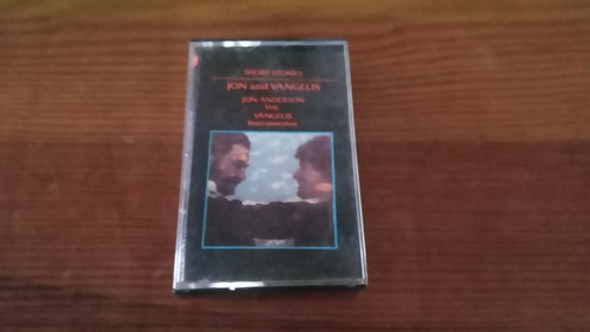 SHORT STORIES
JON and VANGELIS
JON ANDERSON
VANGELIS